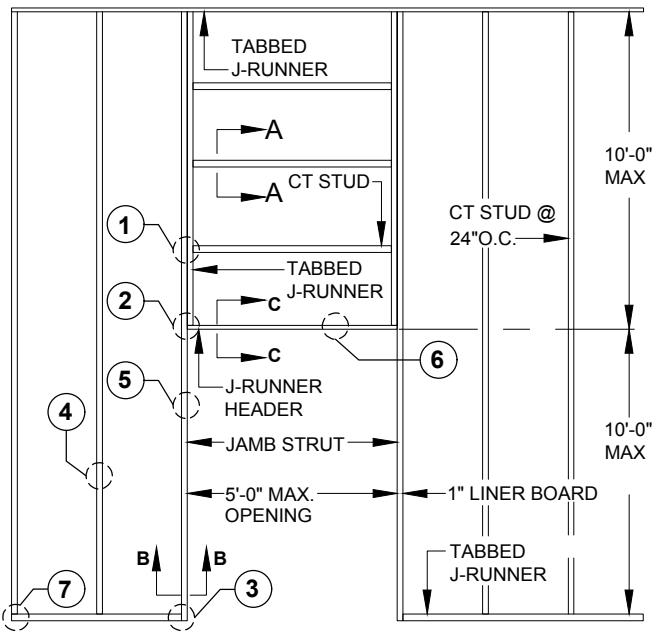 TABBED
J-RUNNER
A
A
CT STUD
10'-0"
MAX
CT STUD @
24"O.C.
1
TABBED
J-RUNNER
2
C
C
6
J-RUNNER
HEADER
5
JAMB STRUT
4
10'-0"
MAX
5'-0" MAX.
OPENING
1" LINER BOARD
B
B
TABBED
J-RUNNER
7
3